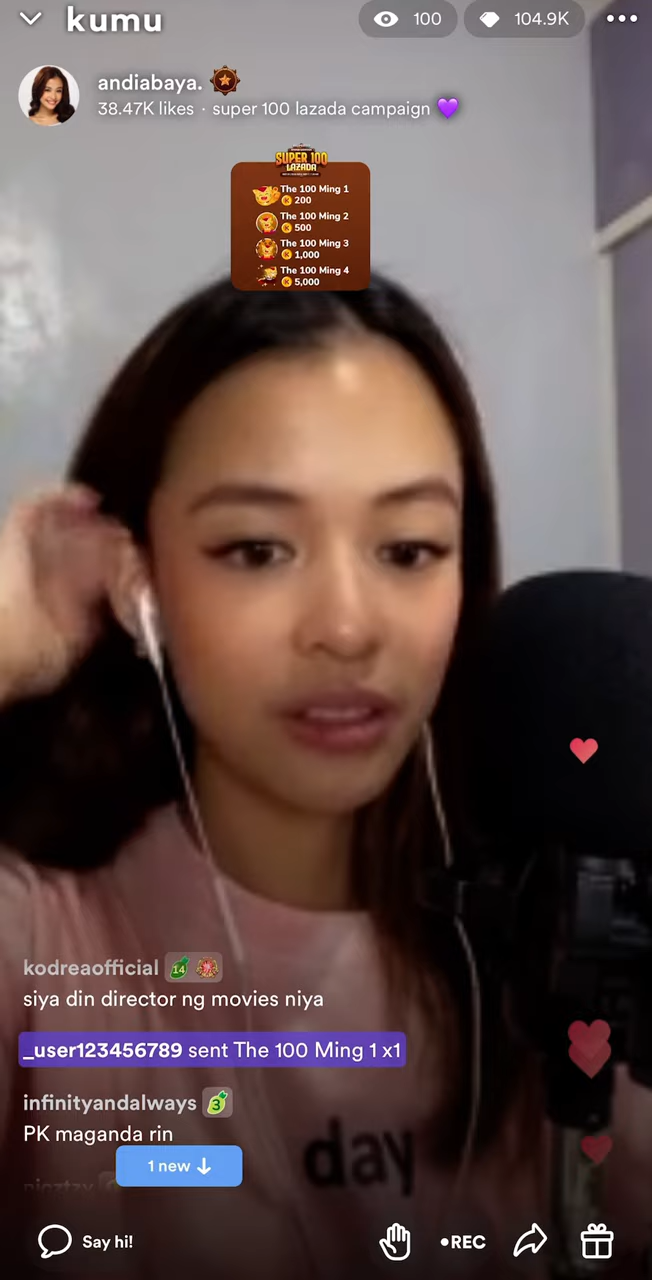 kumu
100
104.9K
andiabaya.
38.47K likes · super 100 lazada campaign 💜
SUPER 100
LAZADA
The 100 Ming 1
200
The 100 Ming 2
500
The 100 Ming 3
1,000
The 100 Ming 4
5,000
kodreaofficial 14
siya din director ng movies niya
_user123456789 sent The 100 Ming 1 x1
infinityandalways 3
PK maganda rin
1 new ↓
day
Say hi!
•REC